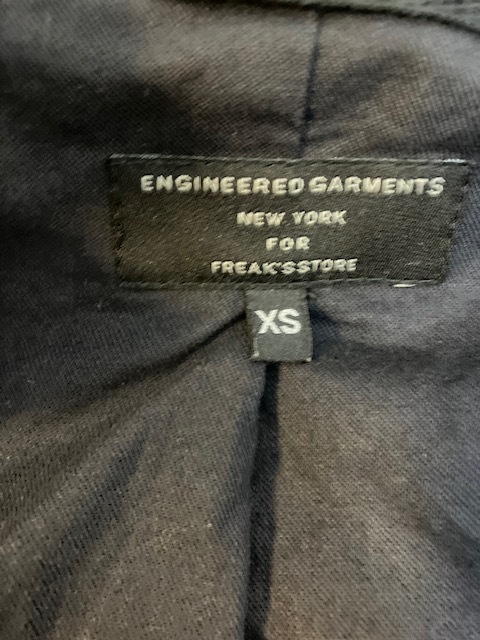 ENGINEERED GARMENTS
NEW YORK
FOR
FREAK'S STORE
XS